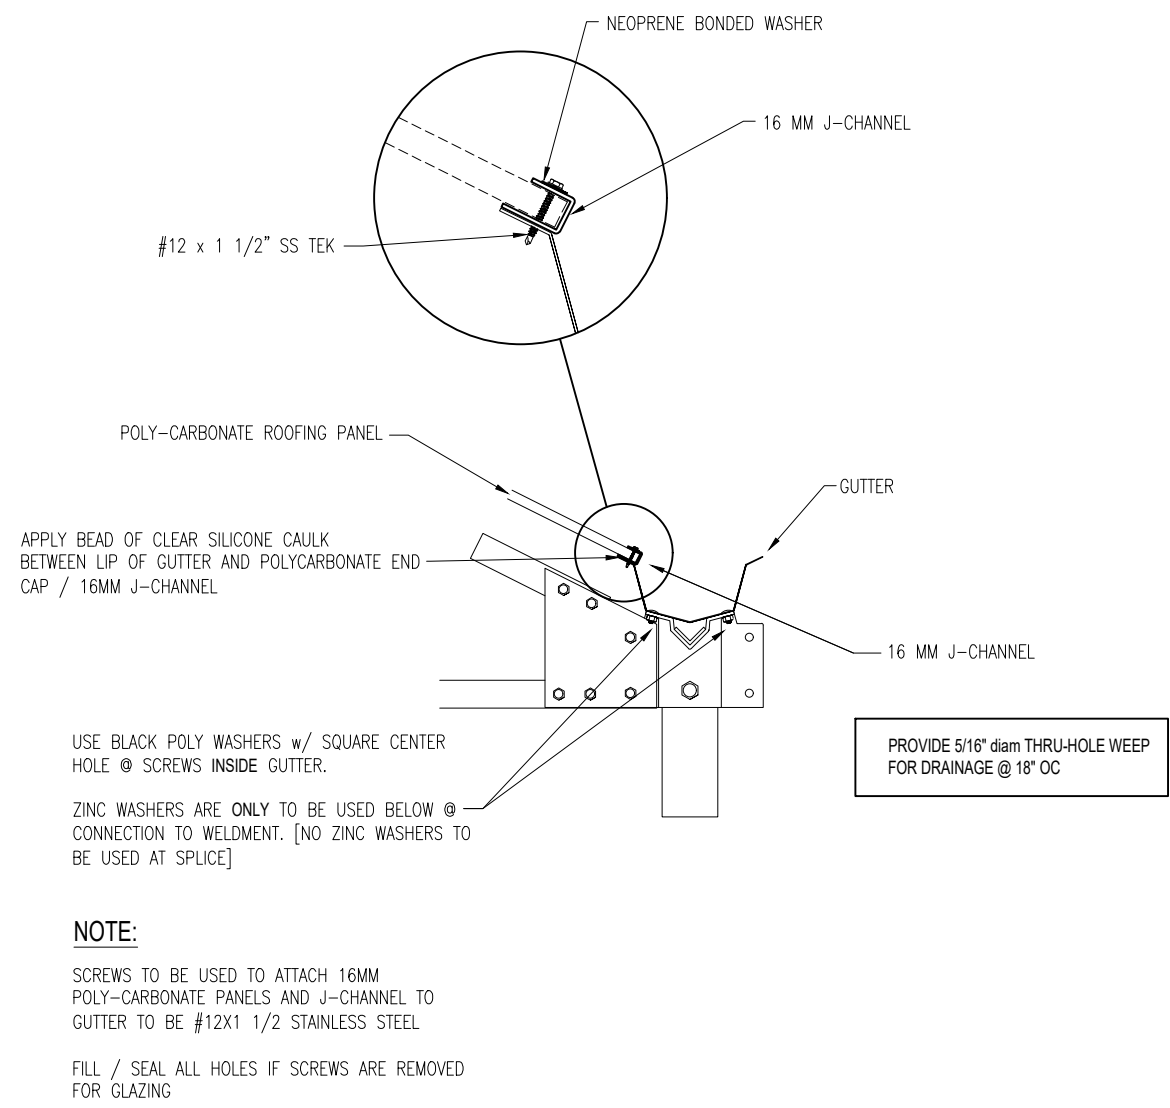 NEOPRENE BONDED WASHER
16 MM J-CHANNEL
#12 x 1 1/2" SS TEK
POLY-CARBONATE ROOFING PANEL
GUTTER
APPLY BEAD OF CLEAR SILICONE CAULK
BETWEEN LIP OF GUTTER AND POLYCARBONATE END
CAP / 16MM J-CHANNEL
16 MM J-CHANNEL
USE BLACK POLY WASHERS w/ SQUARE CENTER
HOLE @ SCREWS INSIDE GUTTER.
ZINC WASHERS ARE ONLY TO BE USED BELOW @
CONNECTION TO WELDMENT. [NO ZINC WASHERS TO
BE USED AT SPLICE]
PROVIDE 5/16" diam THRU-HOLE WEEP
FOR DRAINAGE @ 18" OC
NOTE:
SCREWS TO BE USED TO ATTACH 16MM
POLY-CARBONATE PANELS AND J-CHANNEL TO
GUTTER TO BE #12X1 1/2 STAINLESS STEEL
FILL / SEAL ALL HOLES IF SCREWS ARE REMOVED
FOR GLAZING